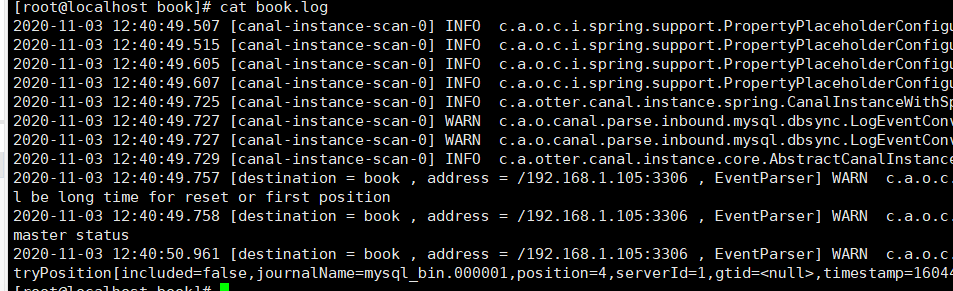 [root@localhost book]# cat book.log
2020-11-03 12:40:49.507 [canal-instance-scan-0] INFO  c.a.o.c.i.spring.support.PropertyPlaceholderConfigu
2020-11-03 12:40:49.515 [canal-instance-scan-0] INFO  c.a.o.c.i.spring.support.PropertyPlaceholderConfigu
2020-11-03 12:40:49.605 [canal-instance-scan-0] INFO  c.a.o.c.i.spring.support.PropertyPlaceholderConfigu
2020-11-03 12:40:49.607 [canal-instance-scan-0] INFO  c.a.o.c.i.spring.support.PropertyPlaceholderConfigu
2020-11-03 12:40:49.725 [canal-instance-scan-0] INFO  c.a.otter.canal.instance.spring.CanalInstanceWithSp
2020-11-03 12:40:49.727 [canal-instance-scan-0] WARN  c.a.o.canal.parse.inbound.mysql.dbsync.LogEventConv
2020-11-03 12:40:49.727 [canal-instance-scan-0] WARN  c.a.o.canal.parse.inbound.mysql.dbsync.LogEventConv
2020-11-03 12:40:49.729 [canal-instance-scan-0] INFO  c.a.otter.canal.instance.core.AbstractCanalInstance
2020-11-03 12:40:49.757 [destination = book , address = /192.168.1.105:3306 , EventParser] WARN  c.a.o.c.
l be long time for reset or first position
2020-11-03 12:40:49.758 [destination = book , address = /192.168.1.105:3306 , EventParser] WARN  c.a.o.c.
master status
2020-11-03 12:40:50.961 [destination = book , address = /192.168.1.105:3306 , EventParser] WARN  c.a.o.c.
tryPosition[included=false,journalName=mysql_bin.000001,position=4,serverId=1,gtid=<null>,timestamp=16044
[root@localhost book]#